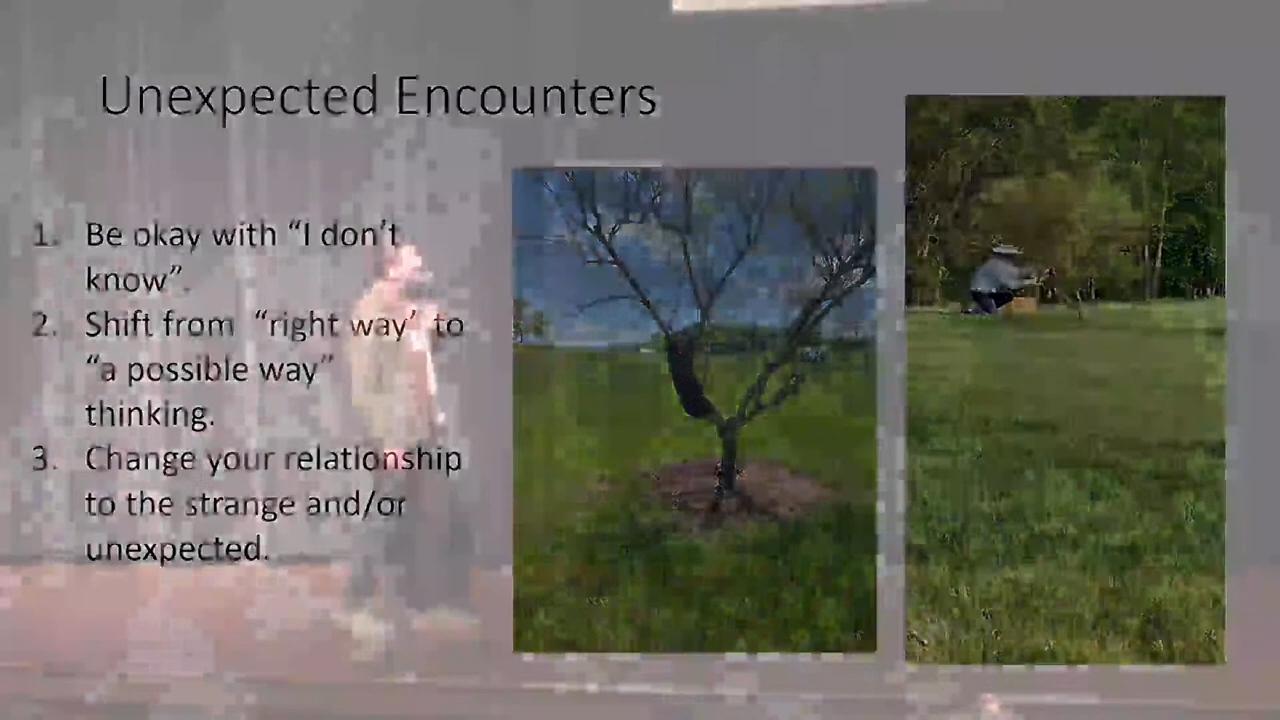 Unexpected Encounters
1. Be okay with “I don’t
know”.
2. Shift from “right way” to
“a possible way”
thinking.
3. Change your relationship
to the strange and/or
unexpected.